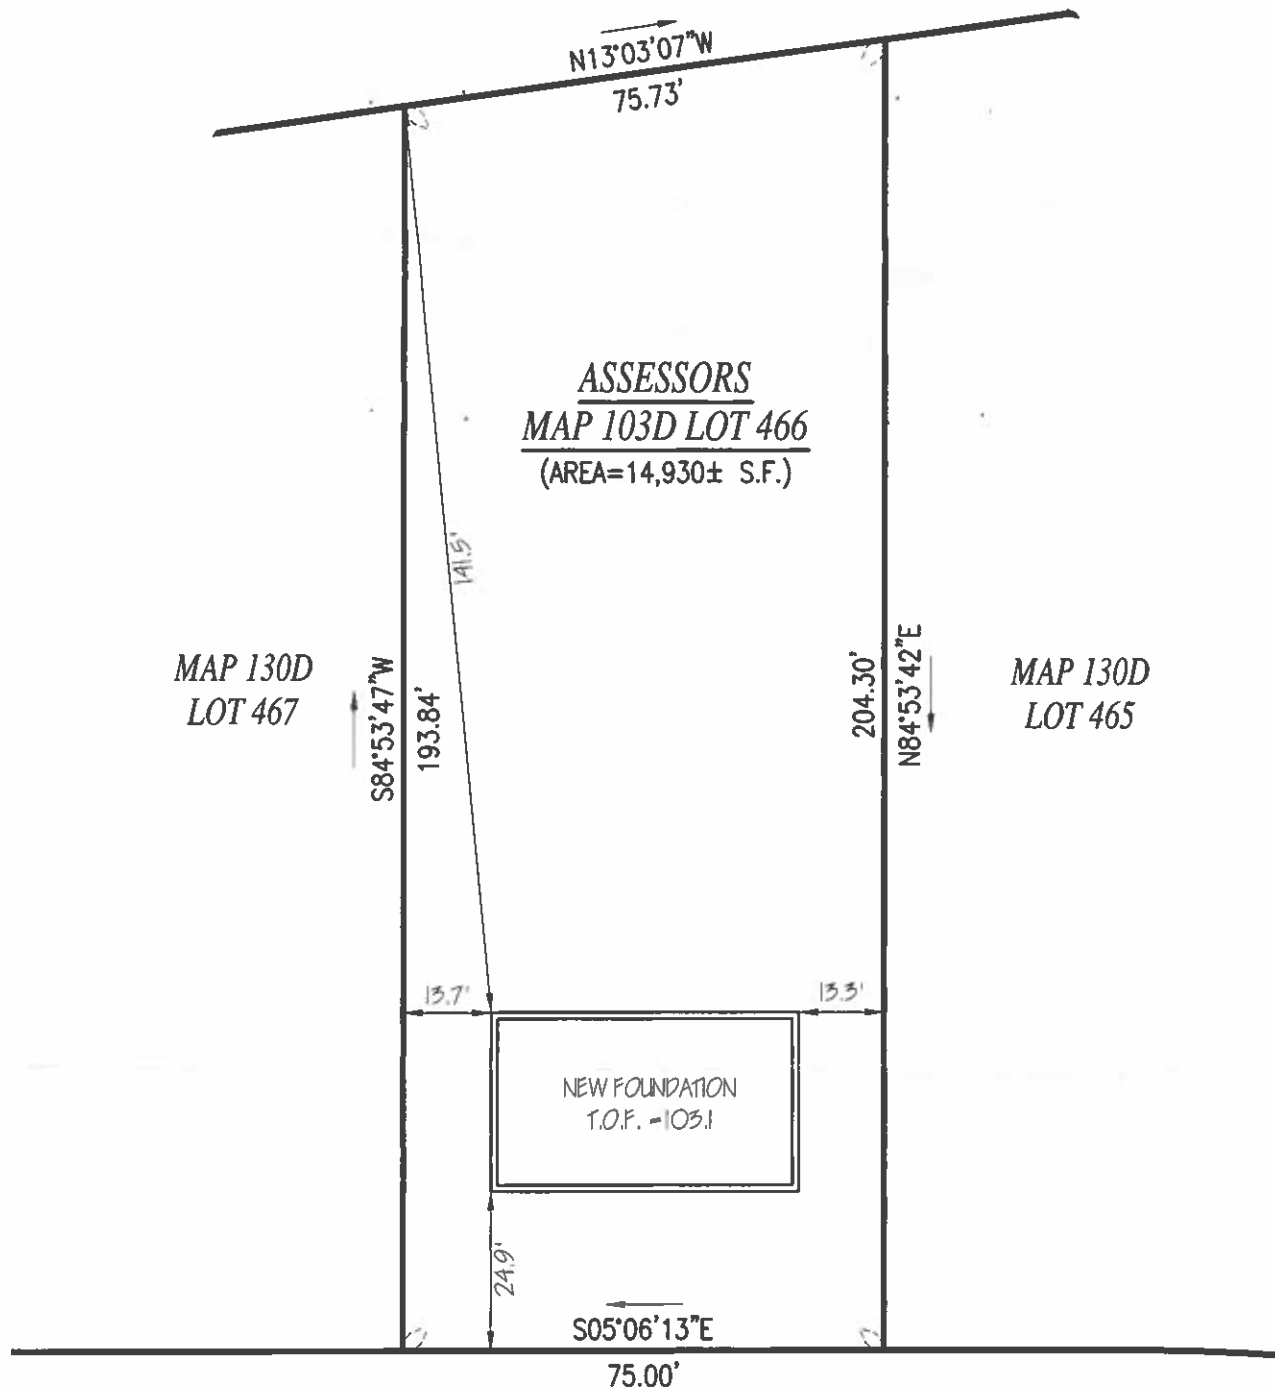 N13°03'07"W
75.73'
ASSESSORS
MAP 103D LOT 466
(AREA=14,930± S.F.)
141.5'
MAP 130D
LOT 467
S84°53'47"W
193.84'
204.30'
N84°53'42"E
MAP 130D
LOT 465
13.7'
13.3'
NEW FOUNDATION
T.O.F. = 103.1
24.9'
S05°06'13"E
75.00'